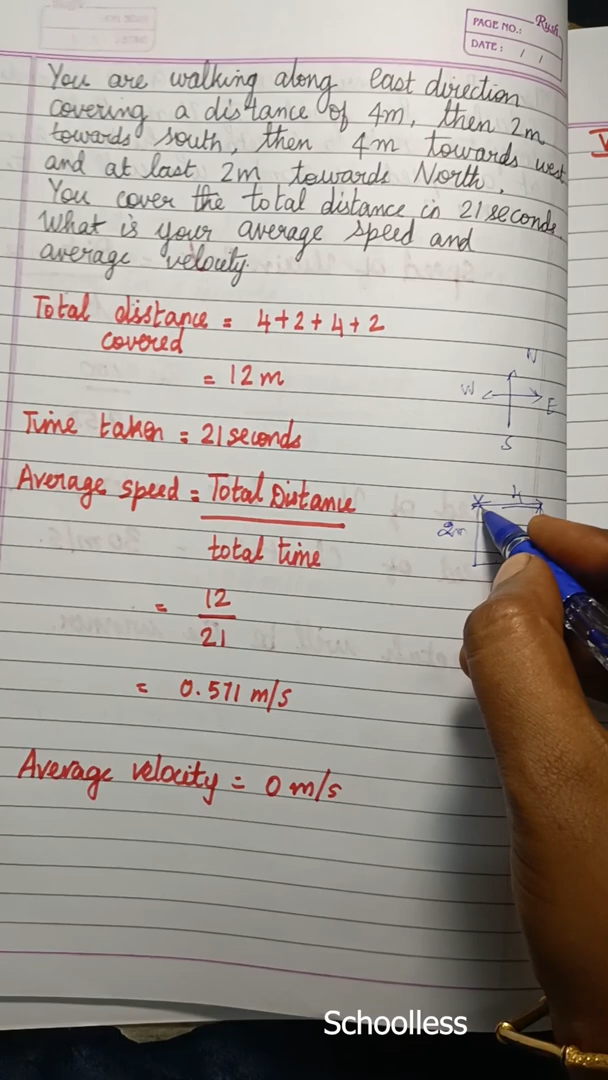 PAGE NO.: Rush
DATE: / /
You are walking along east direction
covering a distance of 4m, then 2m
towards south, then 4m towards west
and at last 2m towards North.
You cover the total distance in 21 seconds.
What is your average speed and
average velouty.
Total distance = 4+2+4+2
covered
= 12m
N
W E
S
Time taken = 21 seconds
Average speed = Total Distance
total time
4
2m
= 12
21
= 0.571 m/s
Average velocity = 0 m/s
Schoolless